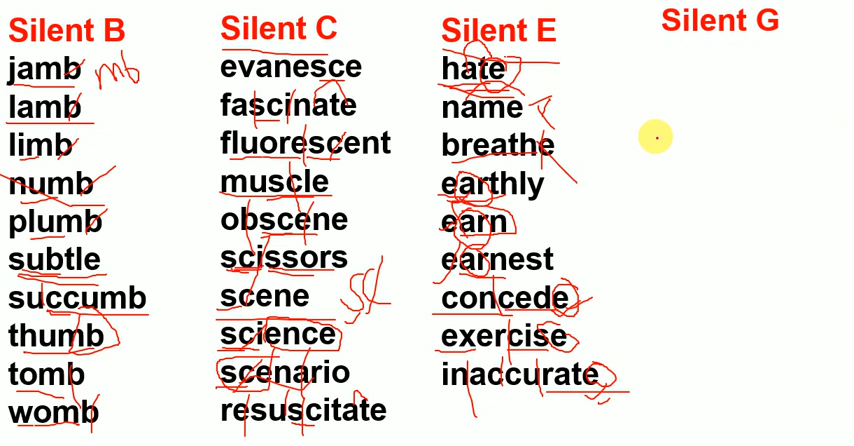 Silent B
jamb mb
lamb
limb
numb
plumb
subtle
succumb
thumb
tomb
womb
Silent C
evanesce
fascinate
fluorescent
muscle
obscene
scissors
scene
science
scenario
resuscitate
Silent E
hate
name
breathe
earthly
earn
earnest
concede
exercise
inaccurate
Silent G